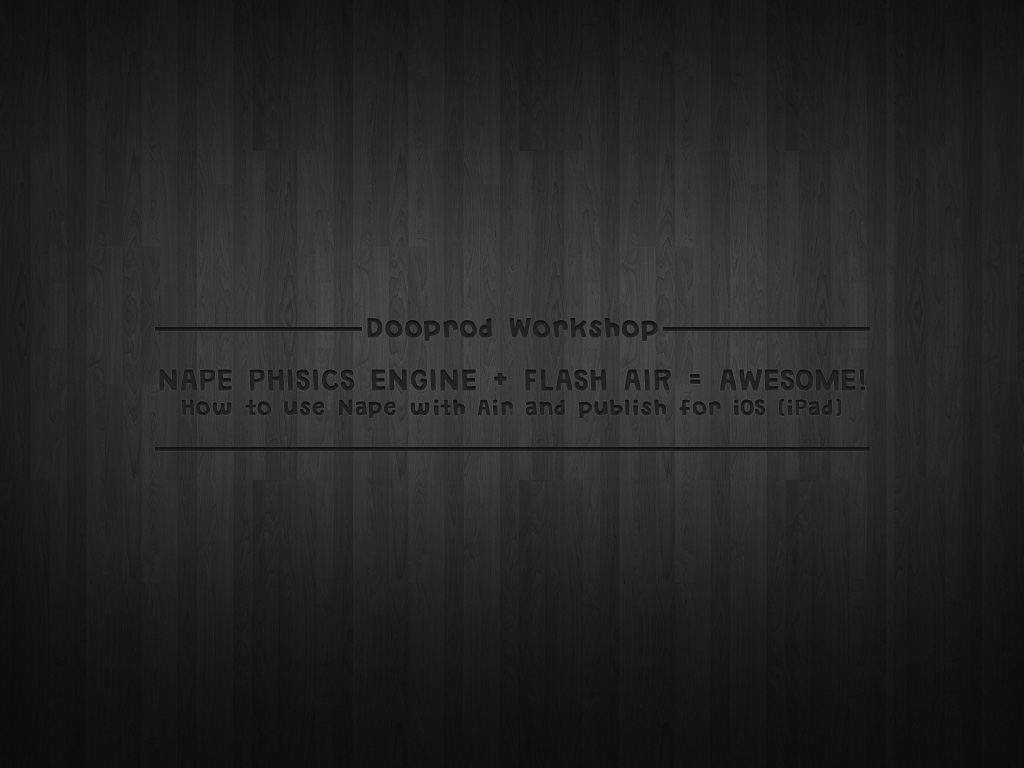 Dooprod Workshop
NAPE PHISICS ENGINE + FLASH AIR = AWESOME!
How to use Nape with Air and publish for iOS (iPad)